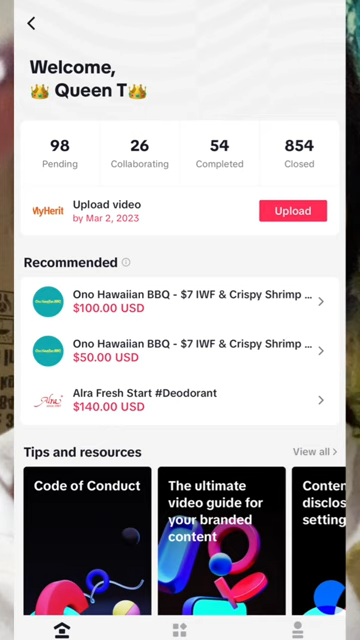 Welcome,
👑 Queen T👑
98
26
54
854
Pending
Collaborating
Completed
Closed
MyHerit
Upload video
by Mar 2, 2023
Upload
Recommended
Ono Hawaiian BBQ - $7 IWF & Crispy Shrimp ...
$100.00 USD
Ono Hawaiian BBQ - $7 IWF & Crispy Shrimp ...
$50.00 USD
Alra
Alra Fresh Start #Deodorant
$140.00 USD
Tips and resources
View all >
Code of Conduct
The ultimate
video guide for
your branded
content
Conten
disclos
setting